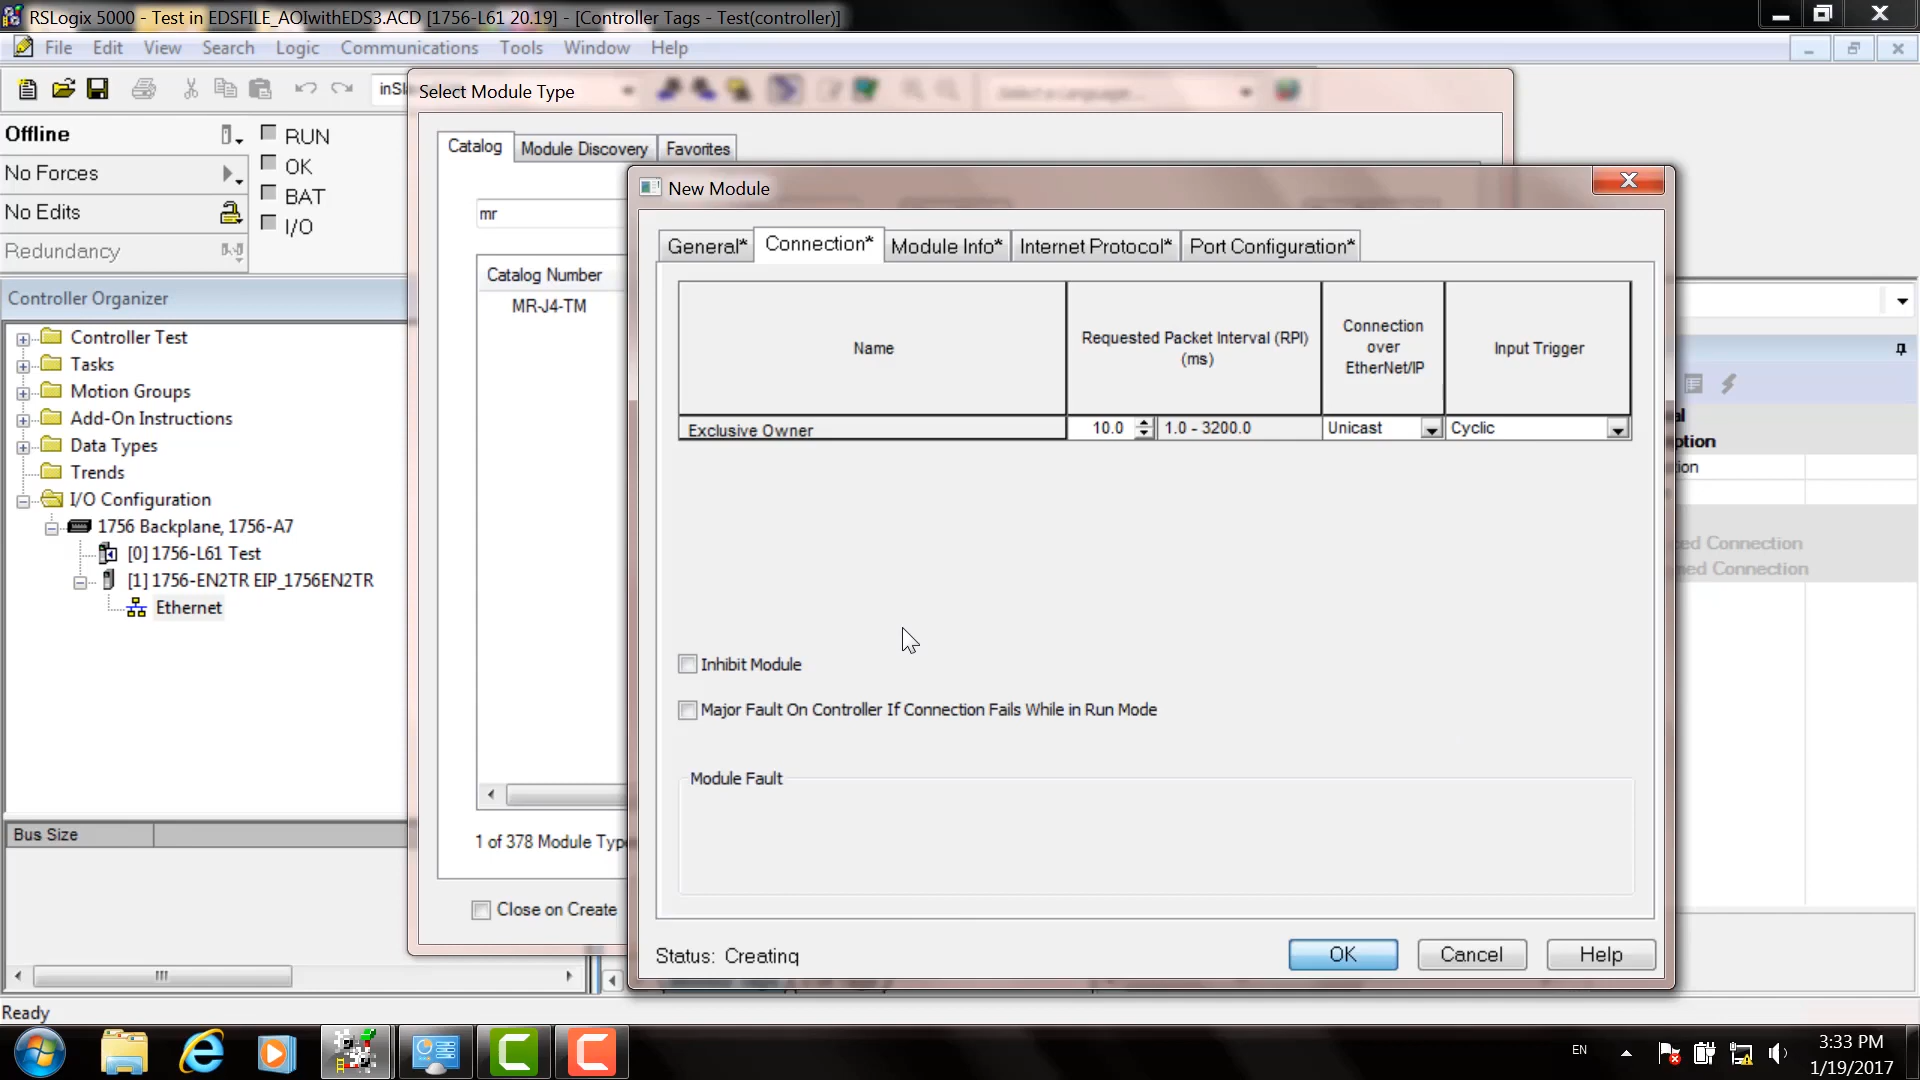 RSLogix 5000 - Test in EDSFILE_AOIwithEDS3.ACD [1756-L61 20.19] - [Controller Tags - Test(controller)]
File Edit View Search Logic Communications Tools Window Help
Select Module Type
Select a Language...
Offline
RUN
No Forces
OK
No Edits
BAT
Redundancy
I/O
Catalog Module Discovery Favorites
mr
Catalog Number
MR-J4-TM
1 of 378 Module Type
Close on Create
New Module
General* Connection* Module Info* Internet Protocol* Port Configuration*
Name
Requested Packet Interval (RPI)
(ms)
Connection
over
EtherNet/IP
Input Trigger
Exclusive Owner 10.0 1.0 - 3200.0 Unicast Cyclic
Inhibit Module
Major Fault On Controller If Connection Fails While in Run Mode
Module Fault
Status: Creating
OK Cancel Help
Controller Organizer
Controller Test
Tasks
Motion Groups
Add-On Instructions
Data Types
Trends
I/O Configuration
1756 Backplane, 1756-A7
[0] 1756-L61 Test
[1] 1756-EN2TR EIP_1756EN2TR
Ethernet
Bus Size
ed Connection
med Connection
Ready
EN
3:33 PM
1/19/2017